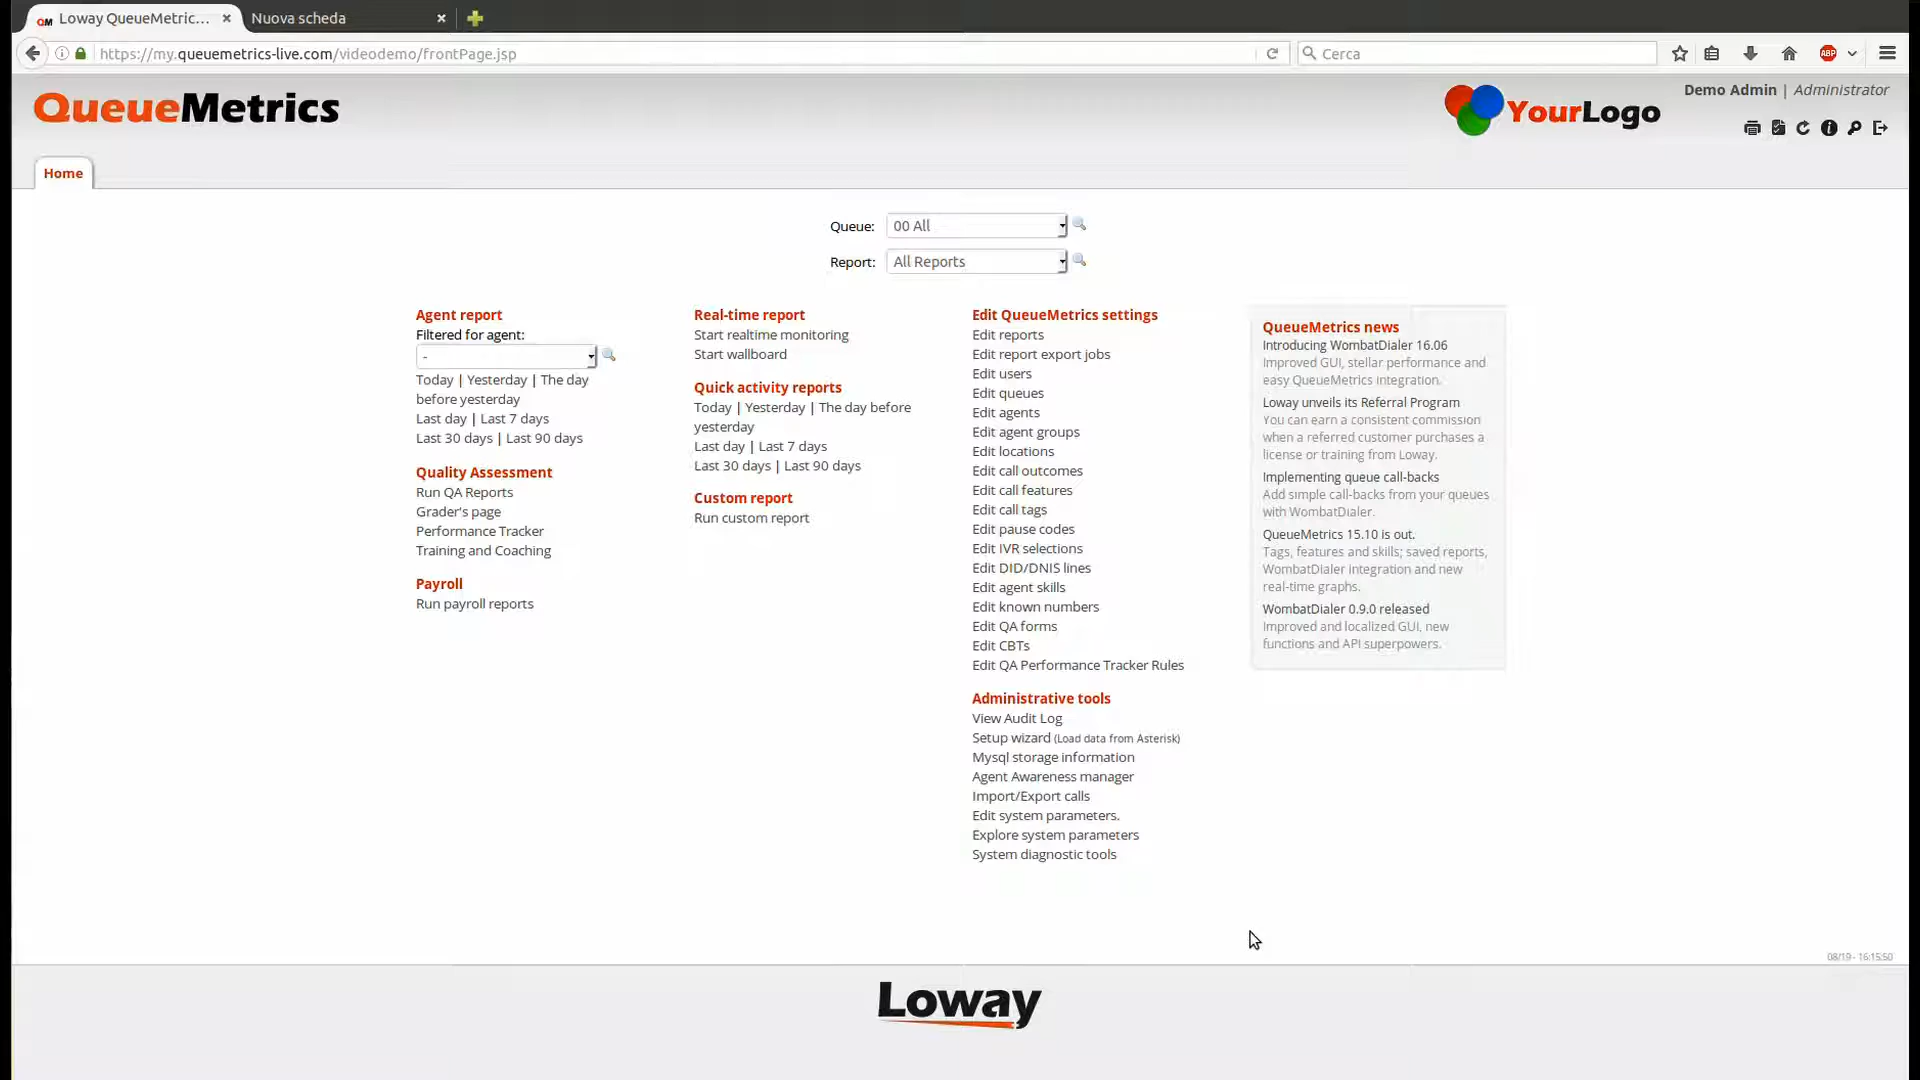 QM Loway QueueMetric... × Nuova scheda ×
https://my.queuemetrics-live.com/videodemo/frontPage.jsp
Cerca
ABP
QueueMetrics
YourLogo
Demo Admin | Administrator
Home
Queue: 00 All
Report: All Reports
Agent report
Filtered for agent:
-
Today | Yesterday | The day
before yesterday
Last day | Last 7 days
Last 30 days | Last 90 days
Quality Assessment
Run QA Reports
Grader's page
Performance Tracker
Training and Coaching
Payroll
Run payroll reports
Real-time report
Start realtime monitoring
Start wallboard
Quick activity reports
Today | Yesterday | The day before
yesterday
Last day | Last 7 days
Last 30 days | Last 90 days
Custom report
Run custom report
Edit QueueMetrics settings
Edit reports
Edit report export jobs
Edit users
Edit queues
Edit agents
Edit agent groups
Edit locations
Edit call outcomes
Edit call features
Edit call tags
Edit pause codes
Edit IVR selections
Edit DID/DNIS lines
Edit agent skills
Edit known numbers
Edit QA forms
Edit CBTs
Edit QA Performance Tracker Rules
Administrative tools
View Audit Log
Setup wizard (Load data from Asterisk)
Mysql storage information
Agent Awareness manager
Import/Export calls
Edit system parameters.
Explore system parameters
System diagnostic tools
QueueMetrics news
Introducing WombatDialer 16.06
Improved GUI, stellar performance and
easy QueueMetrics integration.
Loway unveils its Referral Program
You can earn a consistent commission
when a referred customer purchases a
license or training from Loway.
Implementing queue call-backs
Add simple call-backs from your queues
with WombatDialer.
QueueMetrics 15.10 is out.
Tags, features and skills; saved reports,
WombatDialer integration and new
real-time graphs.
WombatDialer 0.9.0 released
Improved and localized GUI, new
functions and API superpowers.
08/19 - 16:15:50
Loway